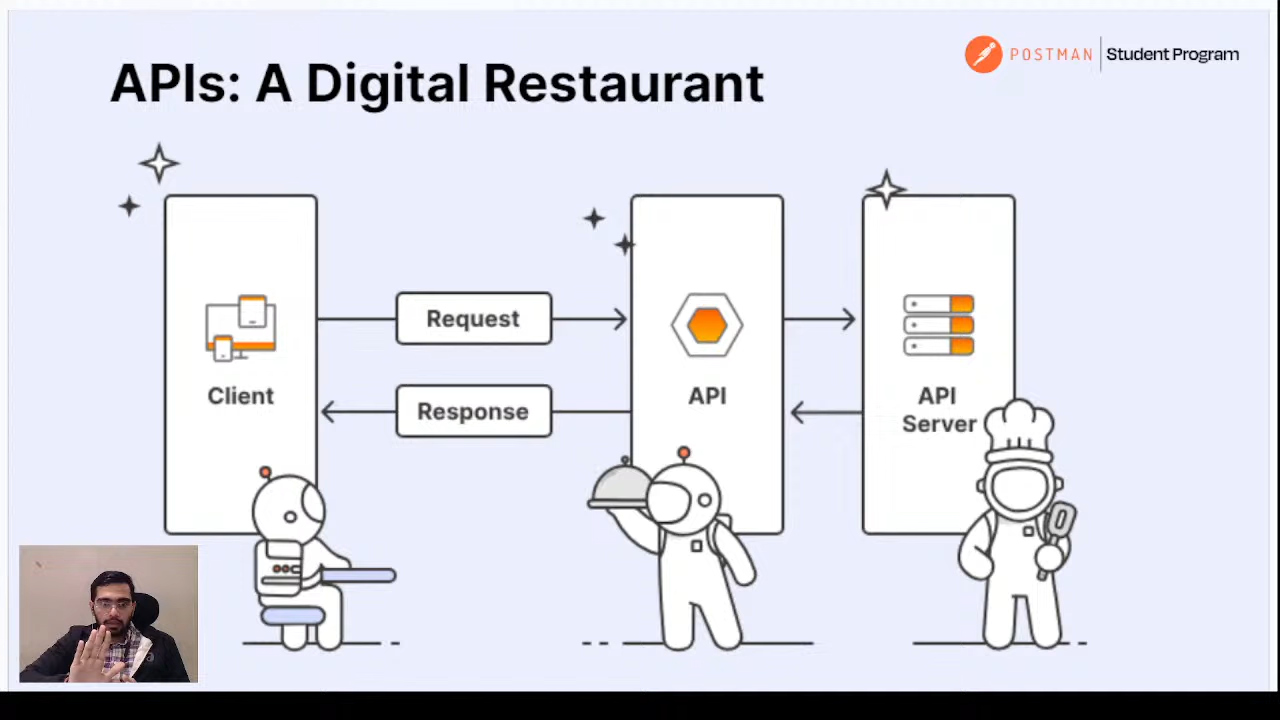 APIs: A Digital Restaurant
POSTMAN Student Program
Request
Response
Client
API
API
Server